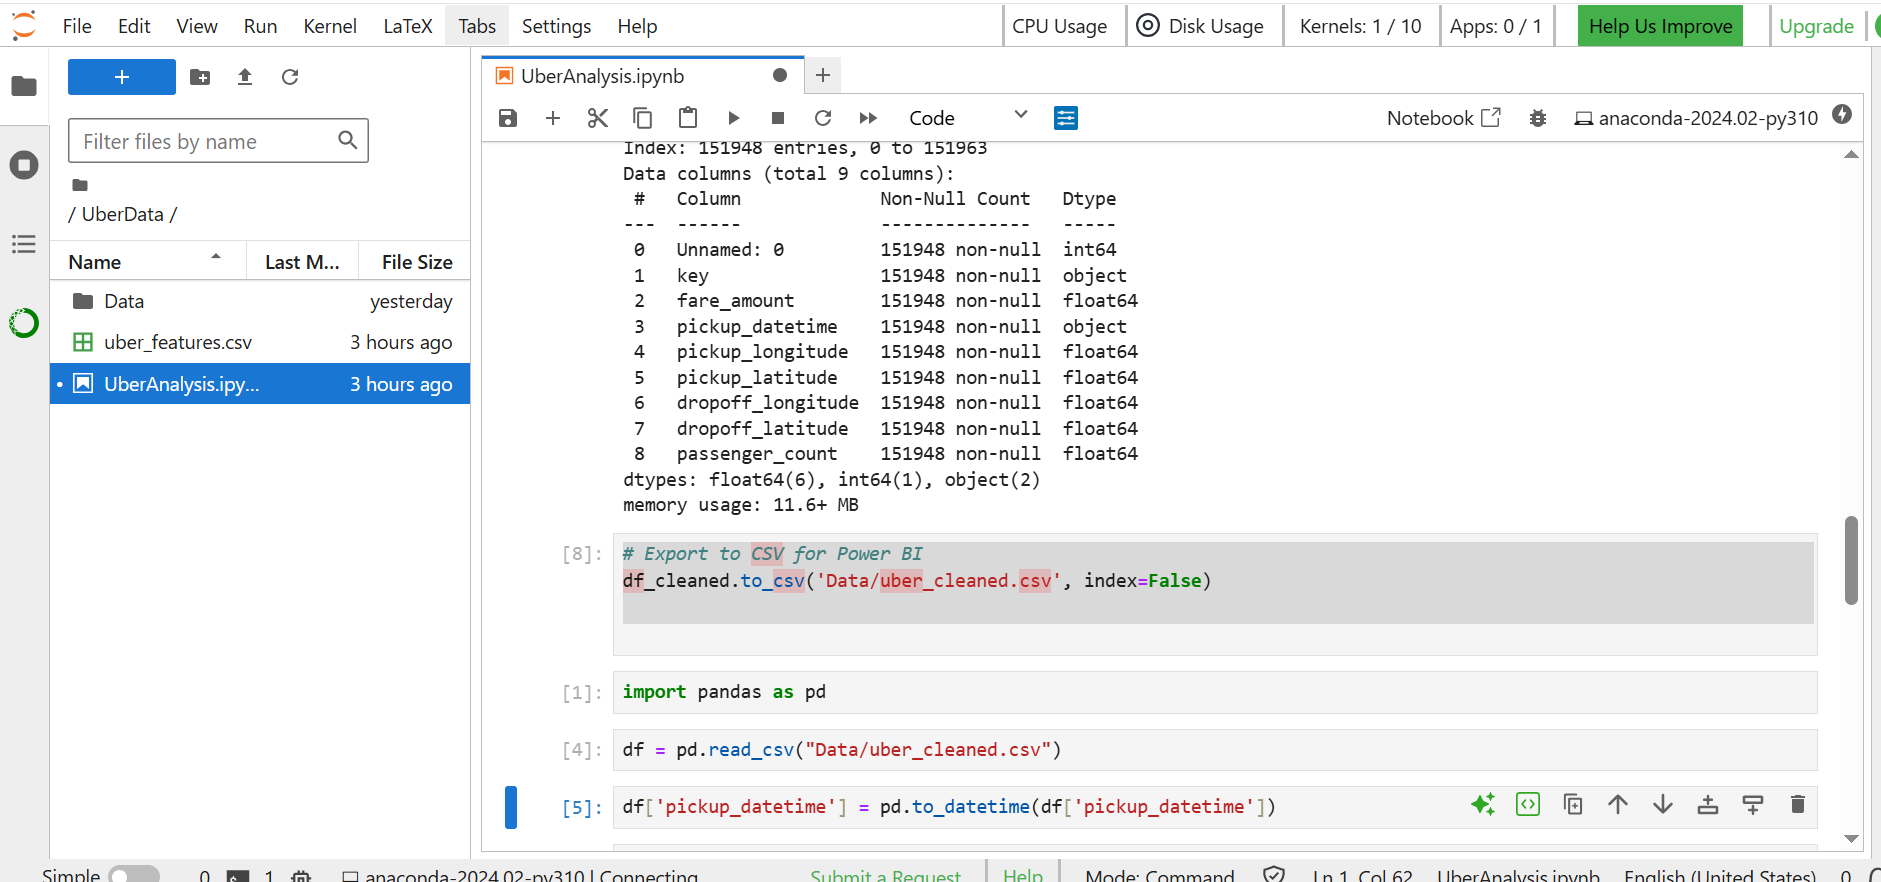 File Edit View Run Kernel LaTeX Tabs Settings Help CPU Usage Disk Usage Kernels: 1 / 10 Apps: 0 / 1 Help Us Improve Upgrade
+
Filter files by name
/ UberData /
Name Last M... File Size
Data yesterday
uber_features.csv 3 hours ago
UberAnalysis.ipy... 3 hours ago
UberAnalysis.ipynb
Code Notebook anaconda-2024.02-py310
Index: 151948 entries, 0 to 151963
Data columns (total 9 columns):
# Column Non-Null Count Dtype
--- ------ -------------- -----
0 Unnamed: 0 151948 non-null int64
1 key 151948 non-null object
2 fare_amount 151948 non-null float64
3 pickup_datetime 151948 non-null object
4 pickup_longitude 151948 non-null float64
5 pickup_latitude 151948 non-null float64
6 dropoff_longitude 151948 non-null float64
7 dropoff_latitude 151948 non-null float64
8 passenger_count 151948 non-null float64
dtypes: float64(6), int64(1), object(2)
memory usage: 11.6+ MB
[8]: # Export to CSV for Power BI
df_cleaned.to_csv('Data/uber_cleaned.csv', index=False)
[1]: import pandas as pd
[4]: df = pd.read_csv("Data/uber_cleaned.csv")
[5]: df['pickup_datetime'] = pd.to_datetime(df['pickup_datetime'])
Simple 0 1 anaconda-2024.02-py310 | Connecting Submit a Request Help Mode: Command Ln 1, Col 62 UberAnalysis.ipynb English (United States) 0